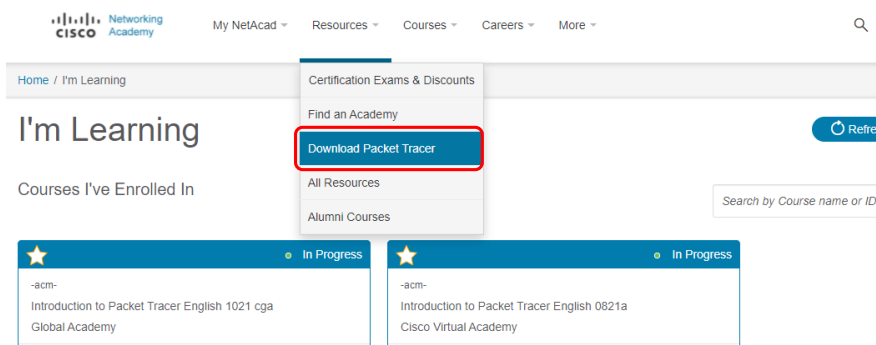 CISCO Networking Academy
My NetAcad Resources Courses Careers More
Home / I'm Learning
Certification Exams & Discounts
Find an Academy
Download Packet Tracer
All Resources
Alumni Courses
I'm Learning
Courses I've Enrolled In
Search by Course name or ID
In Progress
-acm-
Introduction to Packet Tracer English 1021 cga
Global Academy
In Progress
-acm-
Introduction to Packet Tracer English 0821a
Cisco Virtual Academy